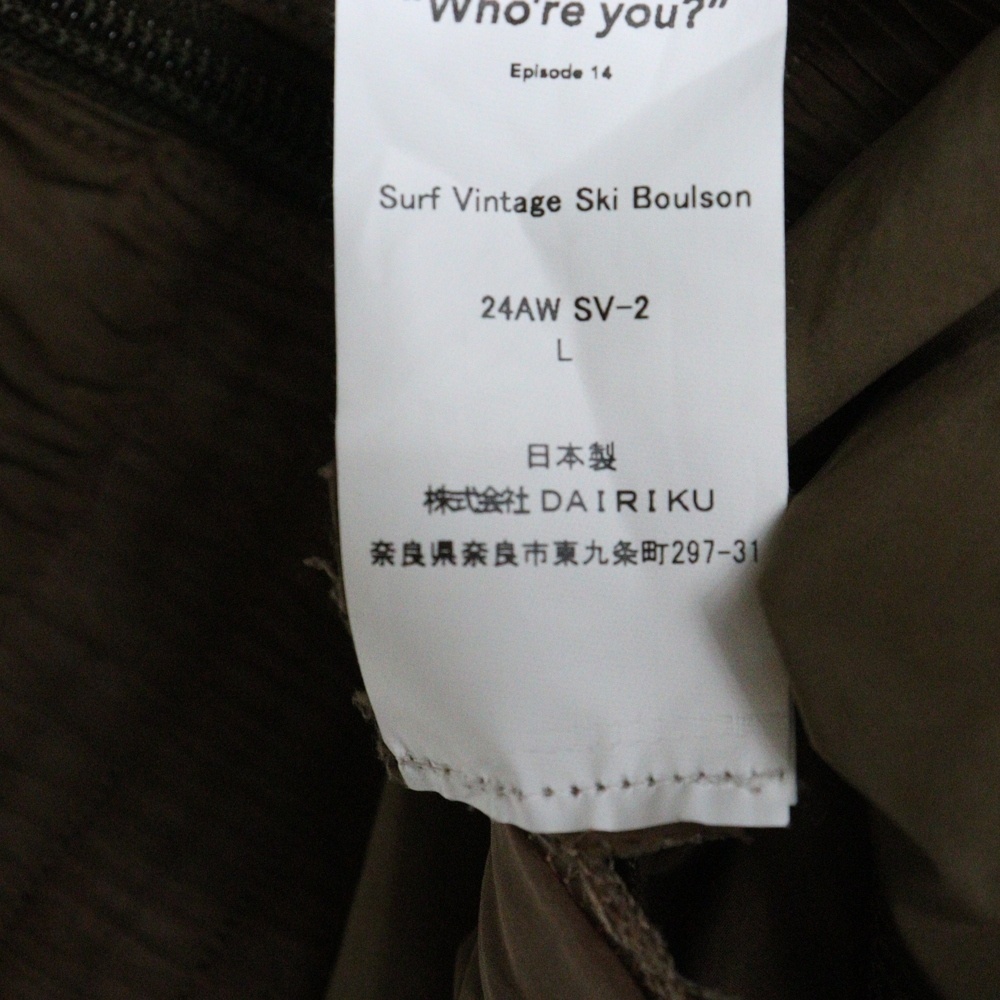 "Who're you?"
Episode 14
Surf Vintage Ski Boulson
24AW SV-2
L
日本製
株式会社 DAIRIKU
奈良県奈良市東九条町297-31